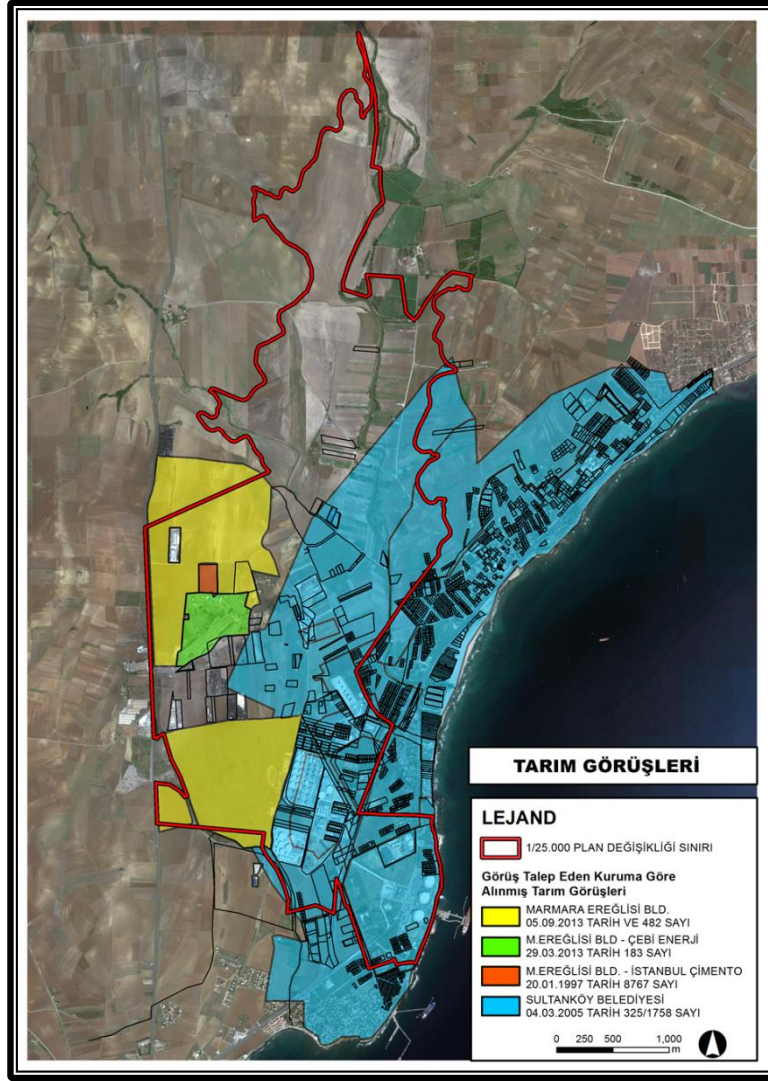 TARIM GÖRÜŞLERİ
LEJAND
1/25.000 PLAN DEĞİŞİKLİĞİ SINIRI
Görüş Talep Eden Kuruma Göre
Alınmış Tarım Görüşleri
MARMARA EREĞLİSİ BLD.
05.09.2013 TARİH VE 482 SAYI
M.EREĞLİSİ BLD - ÇEBİ ENERJİ
29.03.2013 TARİH 183 SAYI
M.EREĞLİSİ BLD. - İSTANBUL ÇİMENTO
20.01.1997 TARİH 8767 SAYI
SULTANKÖY BELEDİYESİ
04.03.2005 TARİH 325/1758 SAYI
0 250 500 1,000
m